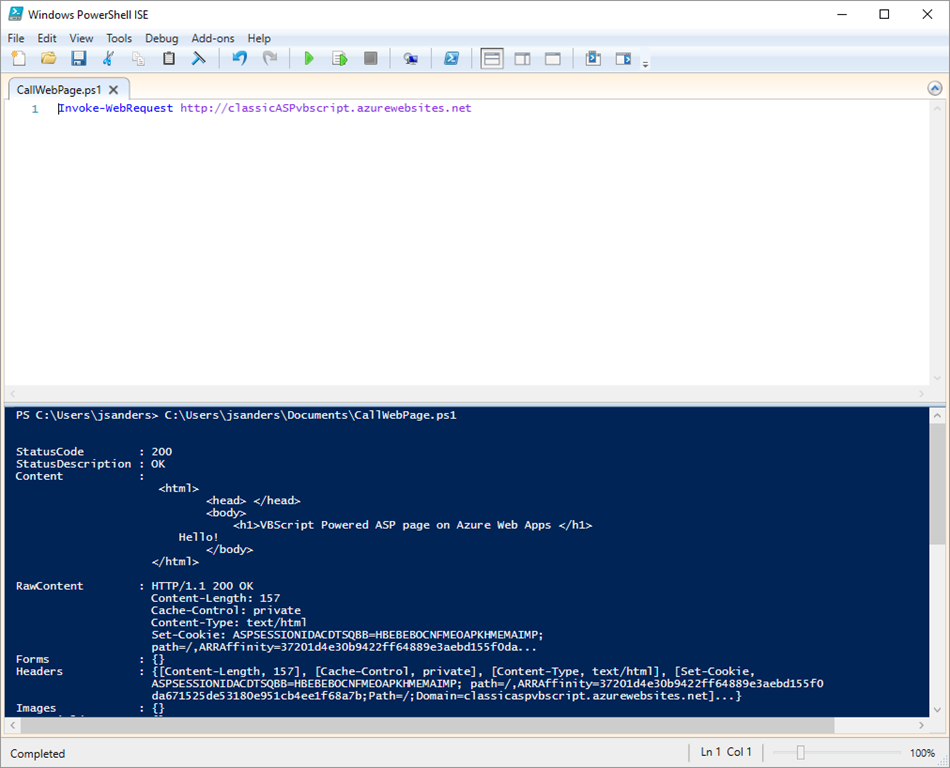 Windows PowerShell ISE
File Edit View Tools Debug Add-ons Help
CallWebPage.ps1
1 Invoke-WebRequest http://classicASPvbscript.azurewebsites.net
PS C:\Users\jsanders> C:\Users\jsanders\Documents\CallWebPage.ps1
StatusCode : 200
StatusDescription : OK
Content :
<html>
<head> </head>
<body>
<h1>VBScript Powered ASP page on Azure Web Apps </h1>
Hello!
</body>
</html>
RawContent : HTTP/1.1 200 OK
Content-Length: 157
Cache-Control: private
Content-Type: text/html
Set-Cookie: ASPSESSIONIDACDTSQBB=HBEBEBOCNFMEOAPKHMEMAIMP;
path=/,ARRAffinity=37201d4e30b9422ff64889e3aebd155f0da...
Forms : {}
Headers : {[Content-Length, 157], [Cache-Control, private], [Content-Type, text/html], [Set-Cookie,
ASPSESSIONIDACDTSQBB=HBEBEBOCNFMEOAPKHMEMAIMP; path=/,ARRAffinity=37201d4e30b9422ff64889e3aebd155f0
da671525de53180e951cb4ee1f68a7b;Path=/;Domain=classicaspvbscript.azurewebsites.net]...}
Images : {}
Completed
Ln 1 Col 1
100%